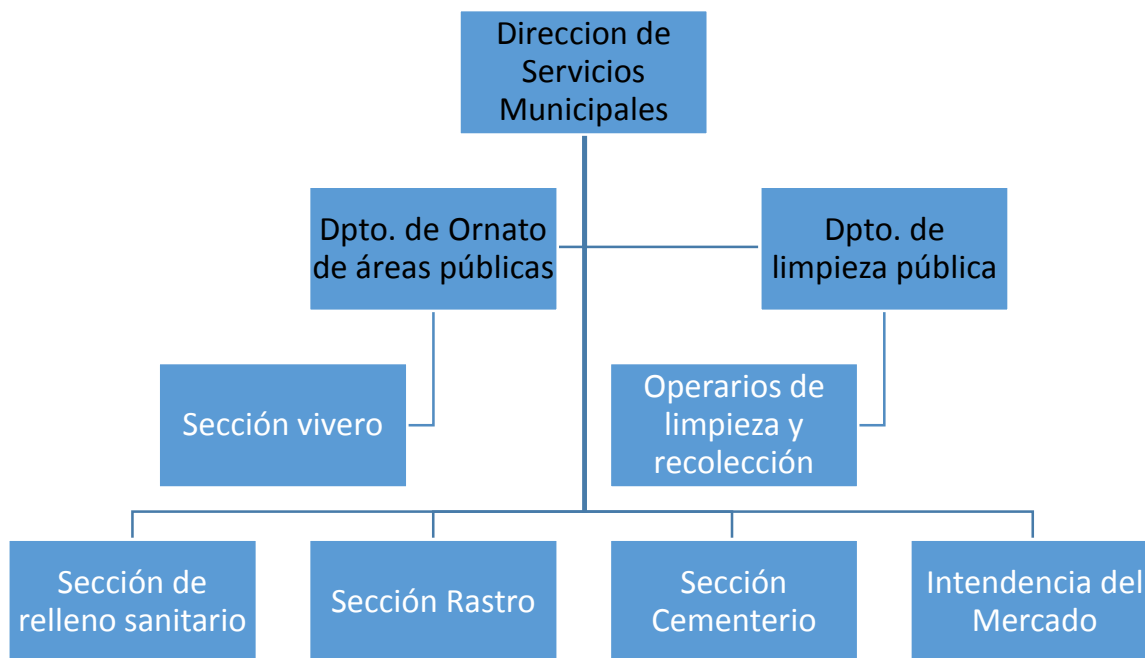 Direccion de
Servicios
Municipales
Dpto. de Ornato
de áreas públicas
Dpto. de
limpieza pública
Sección vivero
Operarios de
limpieza y
recolección
Sección de
relleno sanitario
Sección Rastro
Sección
Cementerio
Intendencia del
Mercado